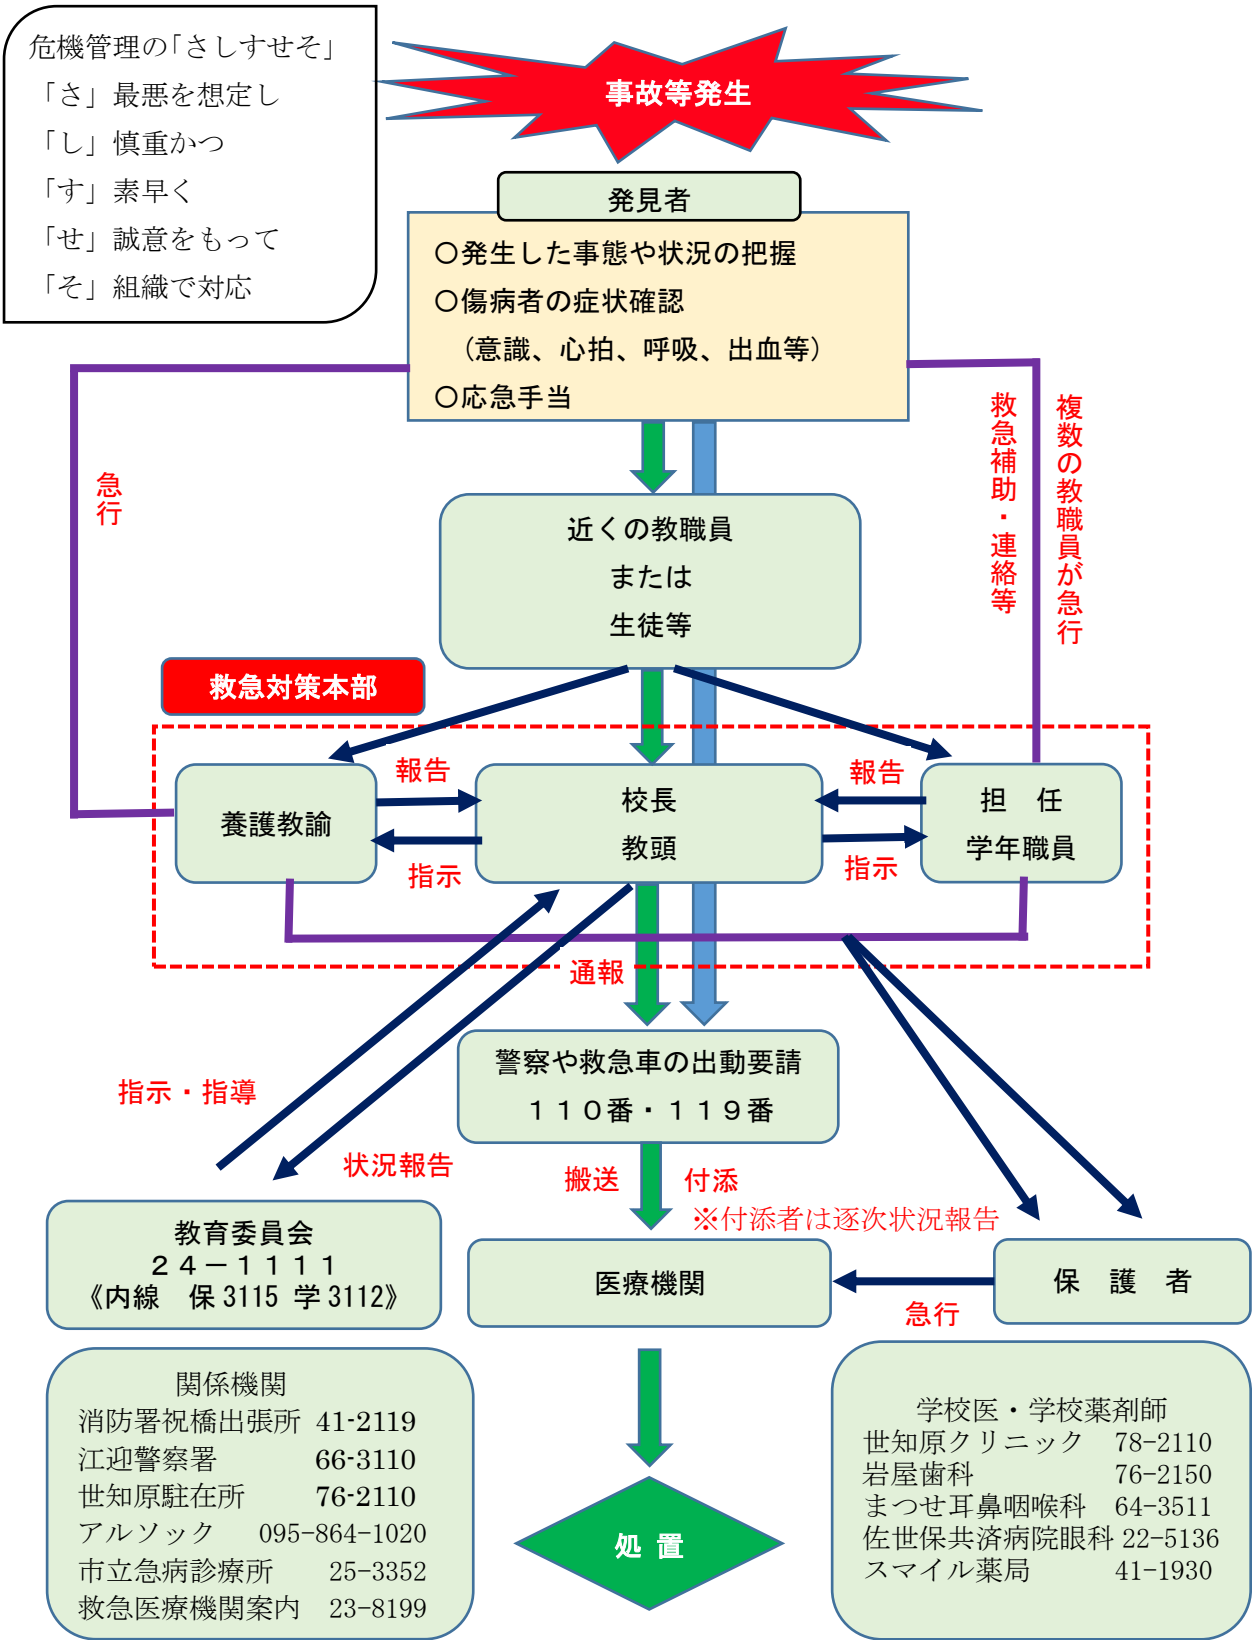 危機管理の「さしすせそ」
「さ」最悪を想定し
「し」慎重かつ
「す」素早く
「せ」誠意をもって
「そ」組織で対応
事故等発生
発見者
〇発生した事態や状況の把握
〇傷病者の症状確認
（意識、心拍、呼吸、出血等）
〇応急手当
急行
救急補助・連絡等
複数の教職員が急行
近くの教職員
または
生徒等
救急対策本部
報告
報告
養護教諭
校長
教頭
担　任
学年職員
指示
指示
通報
警察や救急車の出動要請
１１０番・１１９番
指示・指導
状況報告
搬送
付添
※付添者は逐次状況報告
教育委員会
２４－１１１１
《内線　保 3115 学 3112》
医療機関
保　護　者
急行
関係機関
消防署祝橋出張所 41-2119
江迎警察署 66-3110
世知原駐在所 76-2110
アルソック 095-864-1020
市立急病診療所 25-3352
救急医療機関案内 23-8199
処 置
学校医・学校薬剤師
世知原クリニック 78-2110
岩屋歯科 76-2150
まつせ耳鼻咽喉科 64-3511
佐世保共済病院眼科 22-5136
スマイル薬局 41-1930